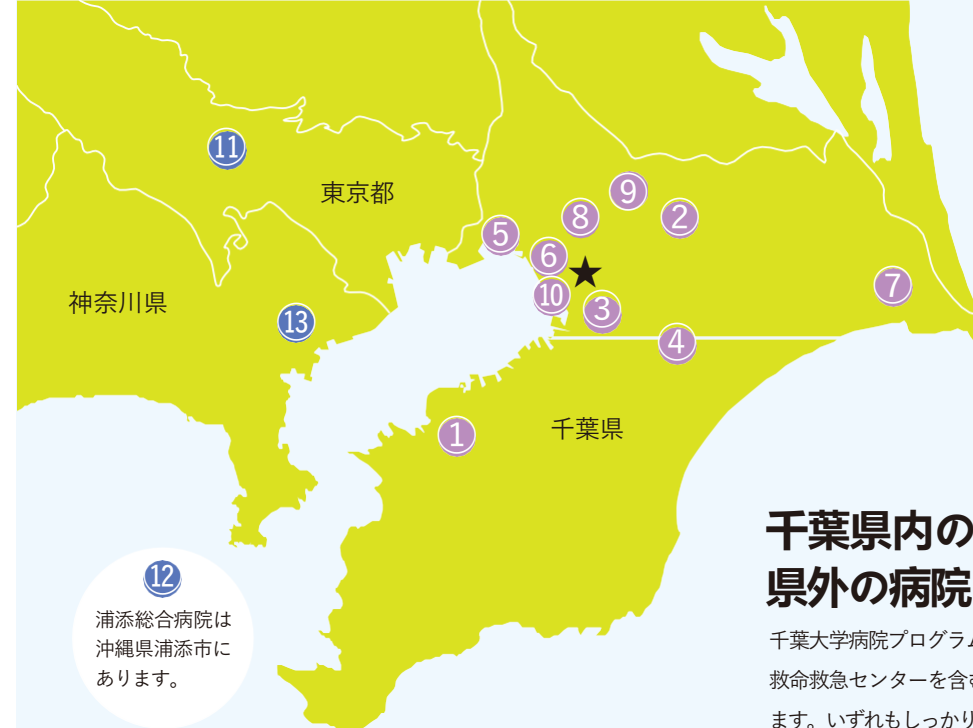 ⑪
東京都
⑨
⑧
②
⑤
⑥
★
⑦
⑩
神奈川県
③
⑬
④
①
千葉県
千葉県内の
県外の病院
⑫
浦添総合病院は
沖縄県浦添市に
あります。
千葉大学病院プログラム
救命救急センターを含む
ます。いずれもしっかり